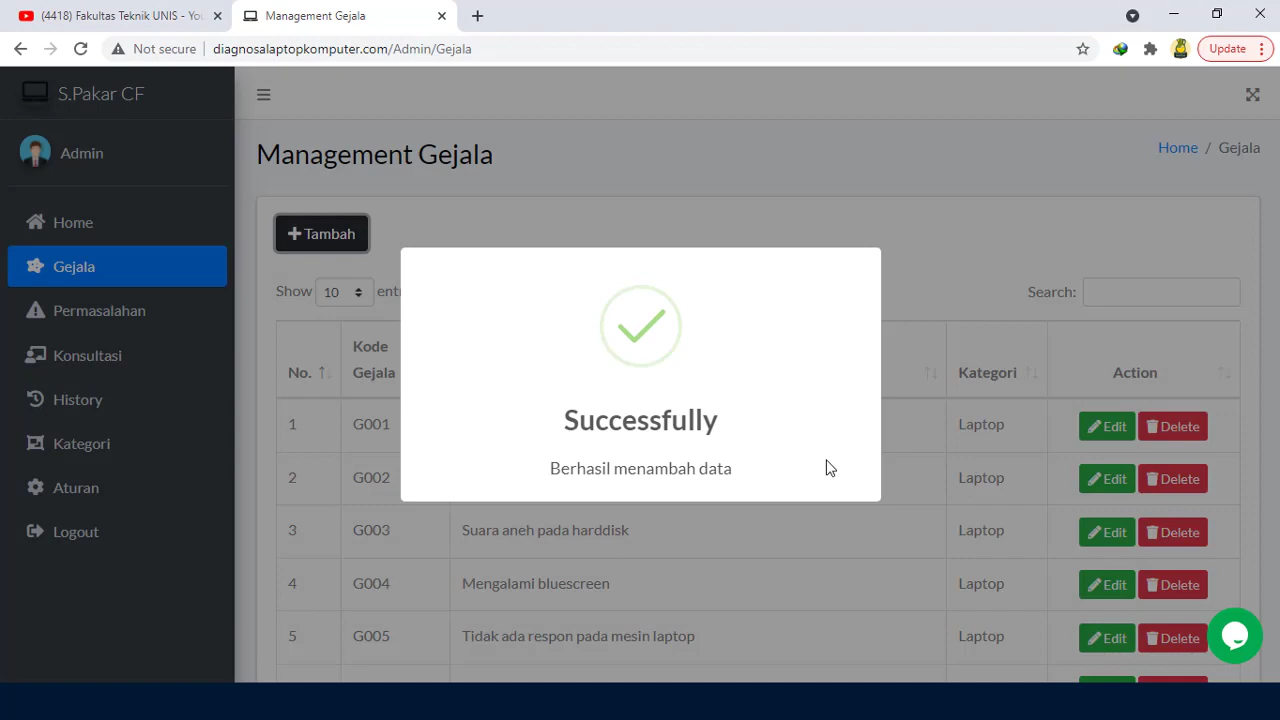 (4418) Fakultas Teknik UNIS - You
Management Gejala
Not secure
diagnosalaptopkomputer.com/Admin/Gejala
Update
S.Pakar CF
Admin
Home
Gejala
Permasalahan
Konsultasi
History
Kategori
Aturan
Logout
Management Gejala
Home / Gejala
Tambah
Show 10 entr
Search:
No.
Kode Gejala
Kategori
Action
1 G001 Laptop Edit Delete
2 G002 Laptop Edit Delete
3 G003 Suara aneh pada harddisk Laptop Edit Delete
4 G004 Mengalami bluescreen Laptop Edit Delete
5 G005 Tidak ada respon pada mesin laptop Laptop Edit Delete
Successfully
Berhasil menambah data